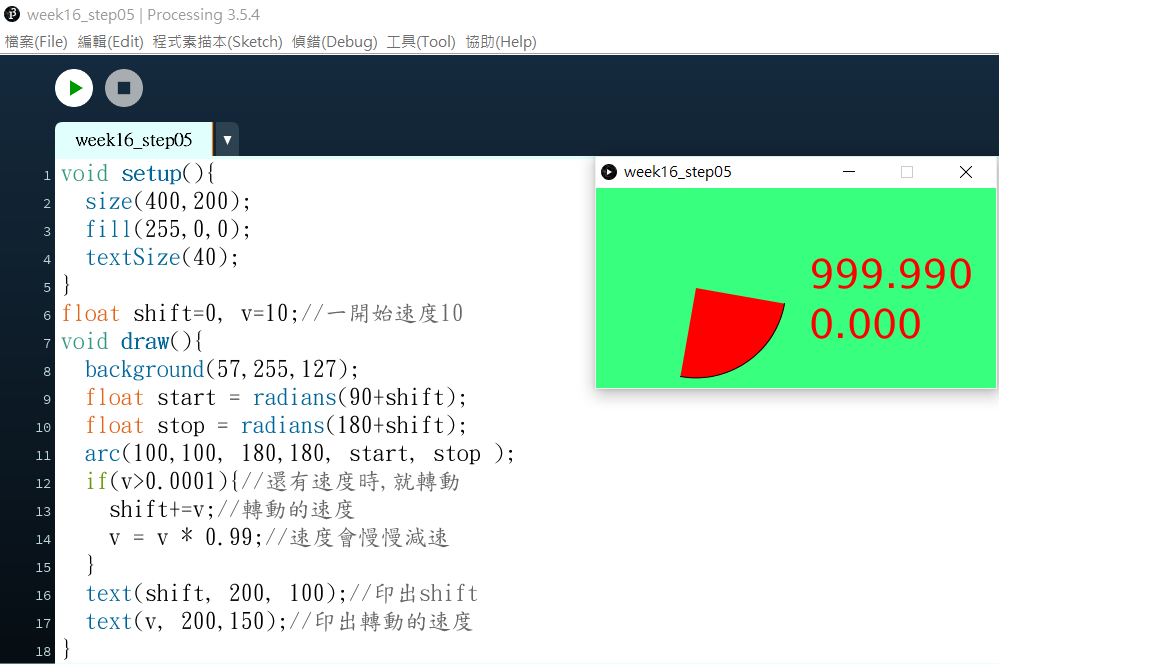 week16_step05 | Processing 3.5.4
檔案(File) 編輯(Edit) 程式素描本(Sketch) 偵錯(Debug) 工具(Tool) 協助(Help)
week16_step05 ▼
1 void setup(){
2 size(400,200);
3 fill(255,0,0);
4 textSize(40);
5 }
6 float shift=0, v=10;//一開始速度10
7 void draw(){
8 background(57,255,127);
9 float start = radians(90+shift);
10 float stop = radians(180+shift);
11 arc(100,100, 180,180, start, stop );
12 if(v>0.0001){//還有速度時,就轉動
13 shift+=v;//轉動的速度
14 v = v * 0.99;//速度會慢慢減速
15 }
16 text(shift, 200, 100);//印出shift
17 text(v, 200,150);//印出轉動的速度
18 }
week16_step05
999.990
0.000